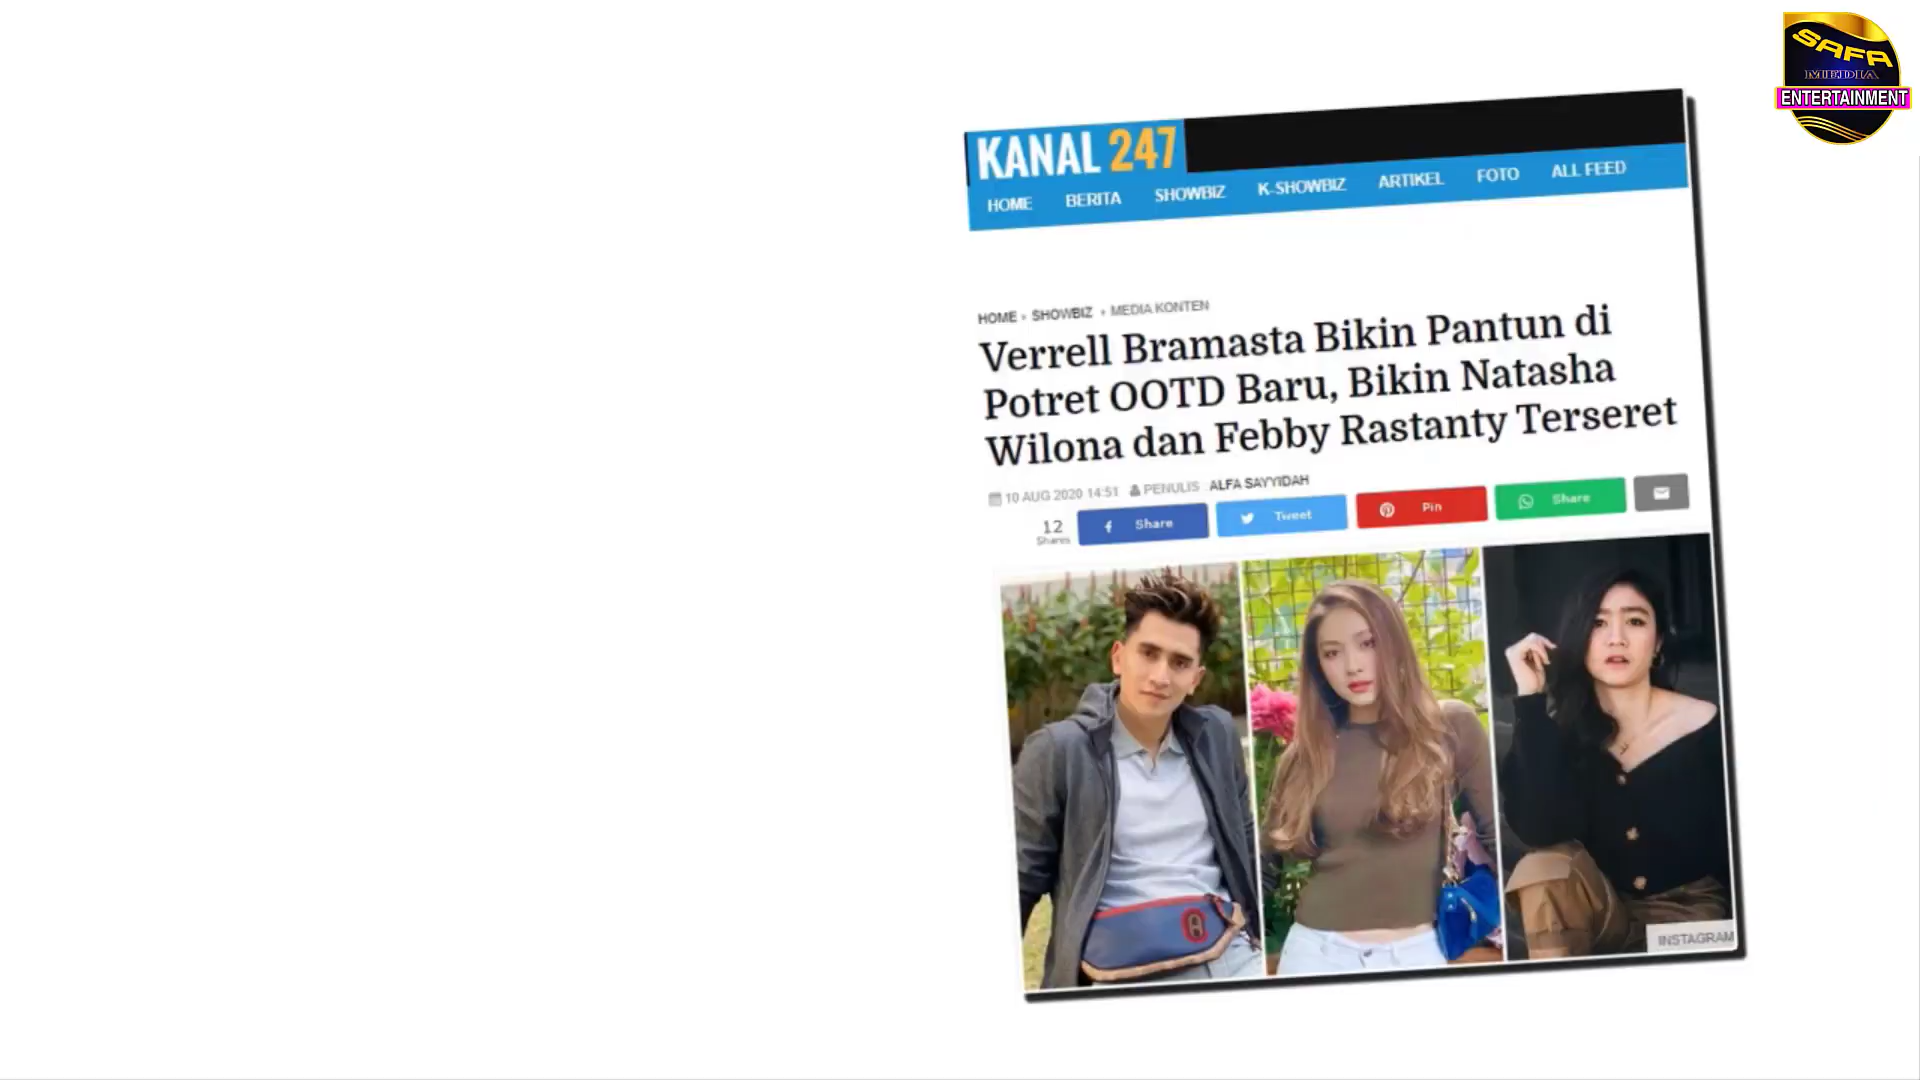 SAFA
MEDIA
ENTERTAINMENT
KANAL 247
HOME BERITA SHOWBIZ K-SHOWBIZ ARTIKEL FOTO ALL FEED
HOME › SHOWBIZ › MEDIA KONTEN
Verrell Bramasta Bikin Pantun di
Potret OOTD Baru, Bikin Natasha
Wilona dan Febby Rastanty Terseret
10 AUG 2020 14:51 PENULIS ALFA SAYYIDAH
12
Shares
Share Tweet Pin Share
INSTAGRAM